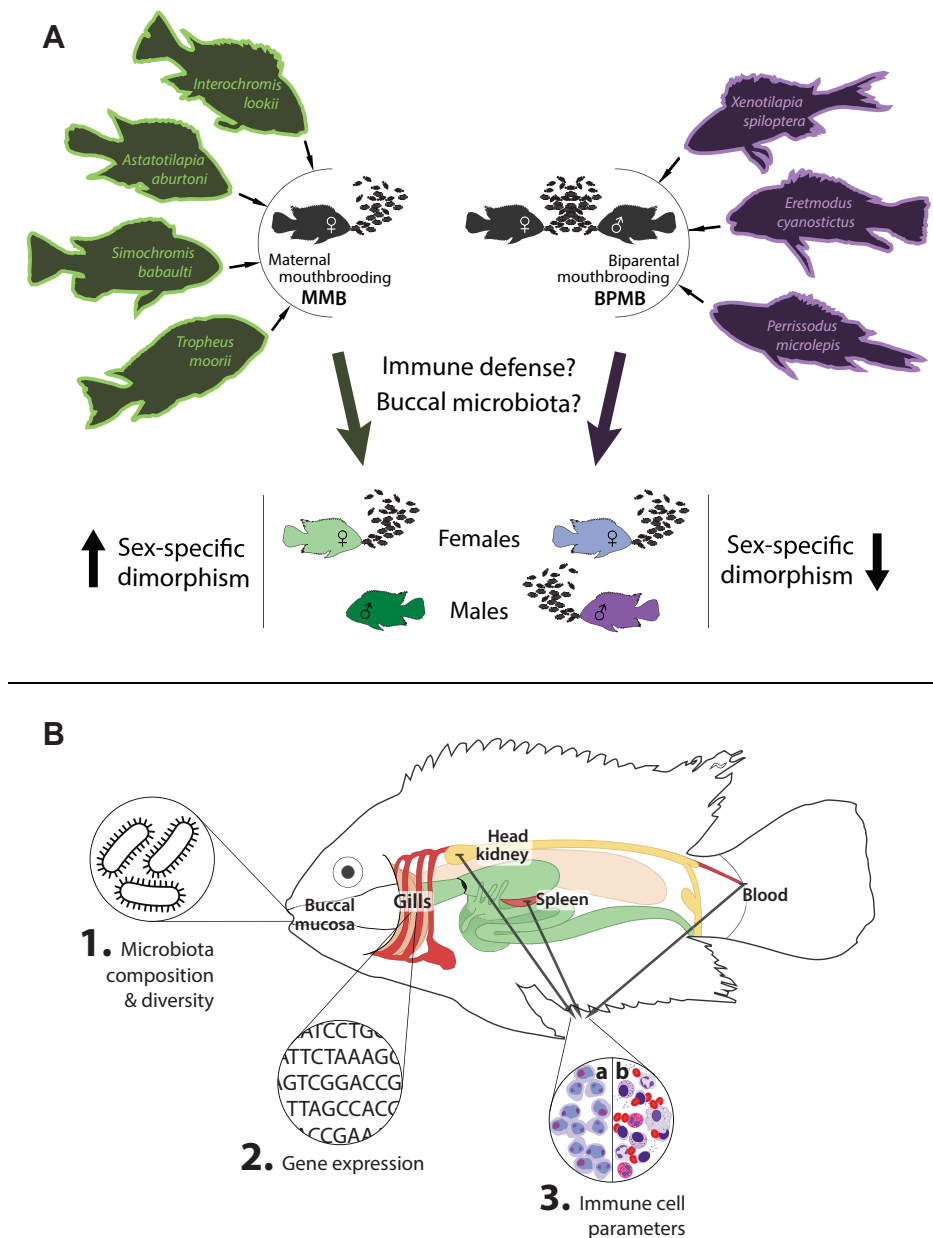 A
Interochromis
lookii
Astatotilapia
aburtoni
Simochromis
babaulti
Tropheus
moorii
♀
Maternal
mouthbrooding
MMB
Xenotilapia
spiloptera
Eretmodus
cyanostictus
Perrissodus
microlepis
♀ ♂
Biparental
mouthbrooding
BPMB
Immune defense?
Buccal microbiota?
Sex-specific
dimorphism
♀ Females ♀
♂ Males ♂
Sex-specific
dimorphism
B
Head
kidney
Buccal
mucosa
Gills
Spleen
Blood
1. Microbiota
composition
& diversity
ATCCTG
ATTCTAAAGC
AGTCGGACCG
TTAGCCACC
ACCGAA
2. Gene expression
a b
3. Immune cell
parameters